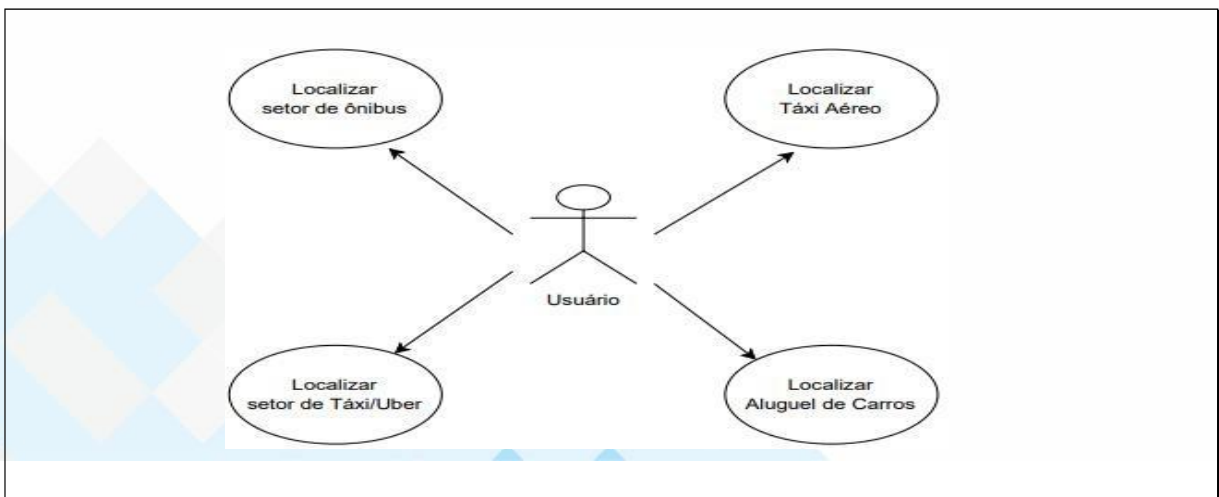 Localizar
setor de ônibus
Localizar
Táxi Aéreo
Usuário
Localizar
setor de Táxi/Uber
Localizar
Aluguel de Carros